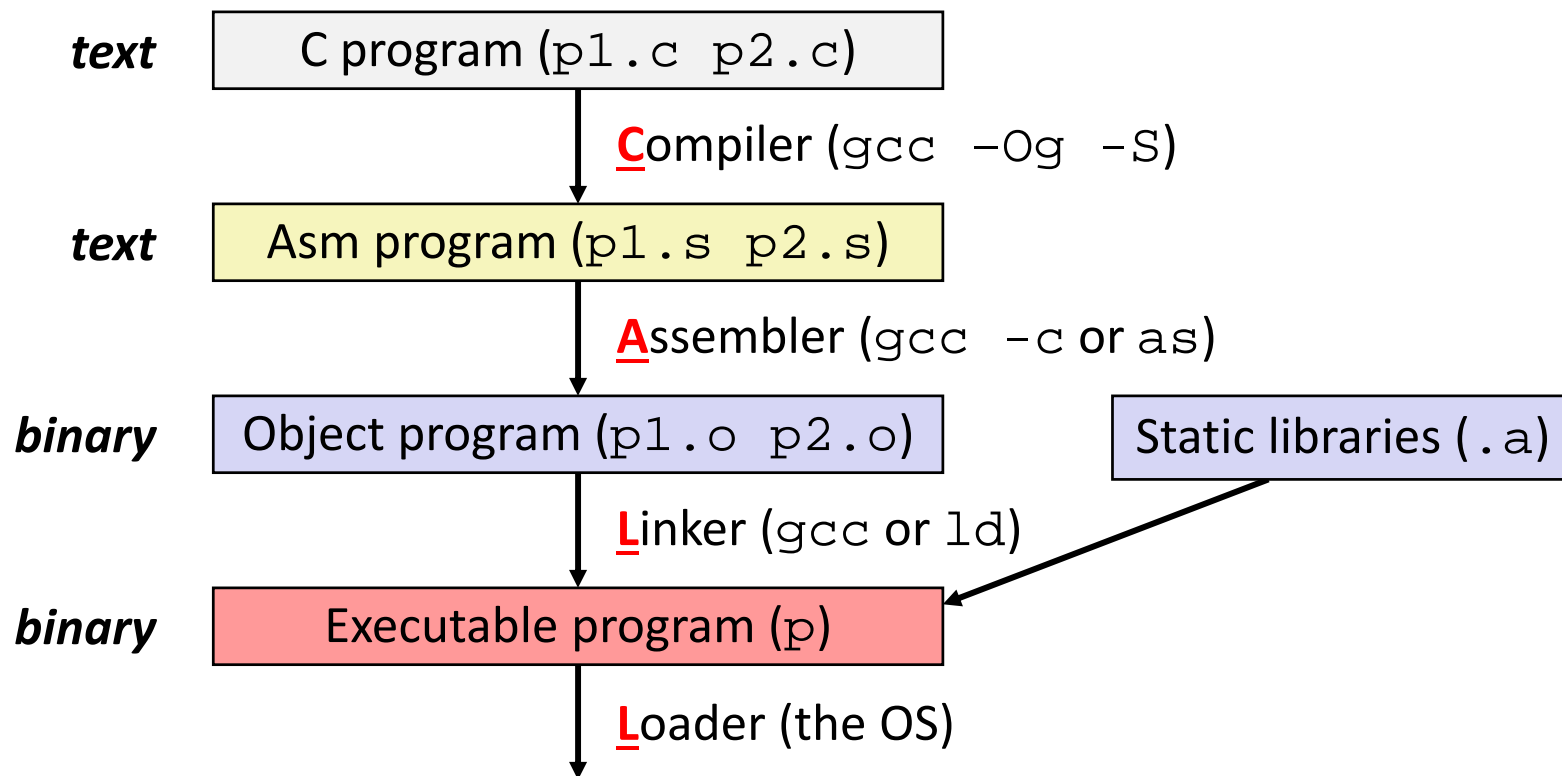 text C program (p1.c p2.c)
Compiler (gcc -Og -S)
text Asm program (p1.s p2.s)
Assembler (gcc -c or as)
binary Object program (p1.o p2.o) Static libraries (.a)
Linker (gcc or ld)
binary Executable program (p)
Loader (the OS)